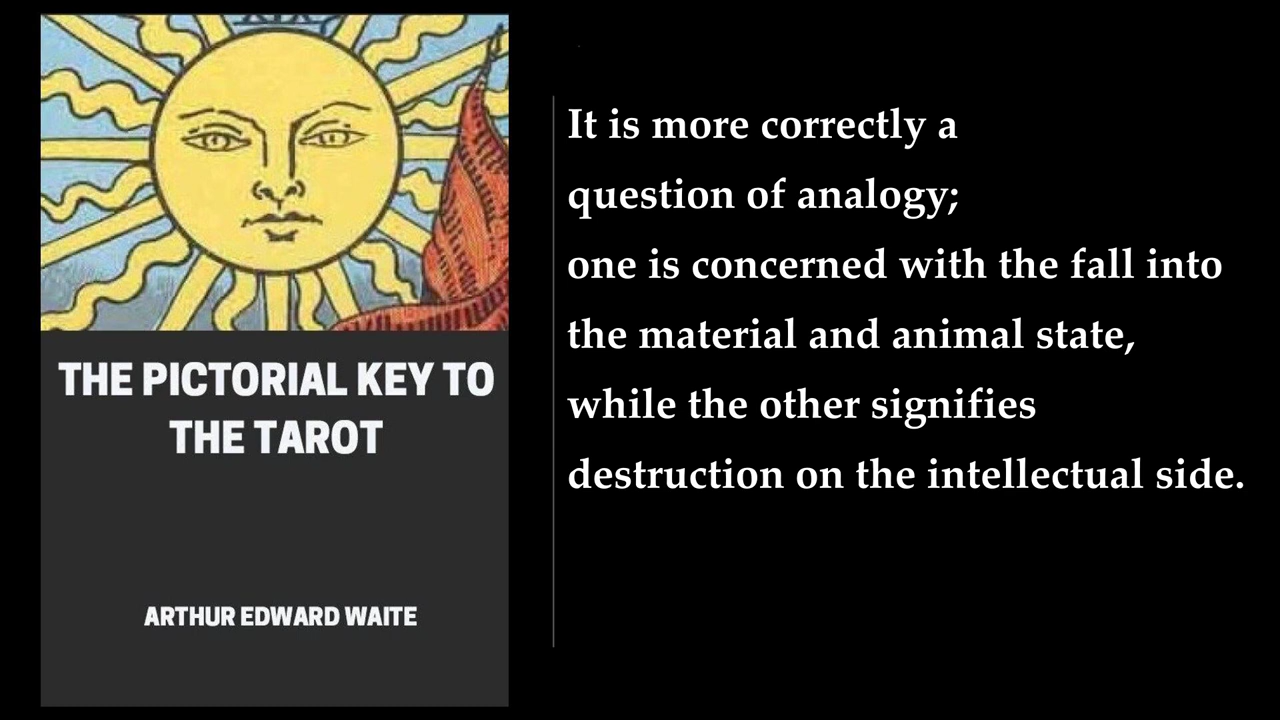 XIX
THE PICTORIAL KEY TO
THE TAROT
ARTHUR EDWARD WAITE
It is more correctly a
question of analogy;
one is concerned with the fall into
the material and animal state,
while the other signifies
destruction on the intellectual side.